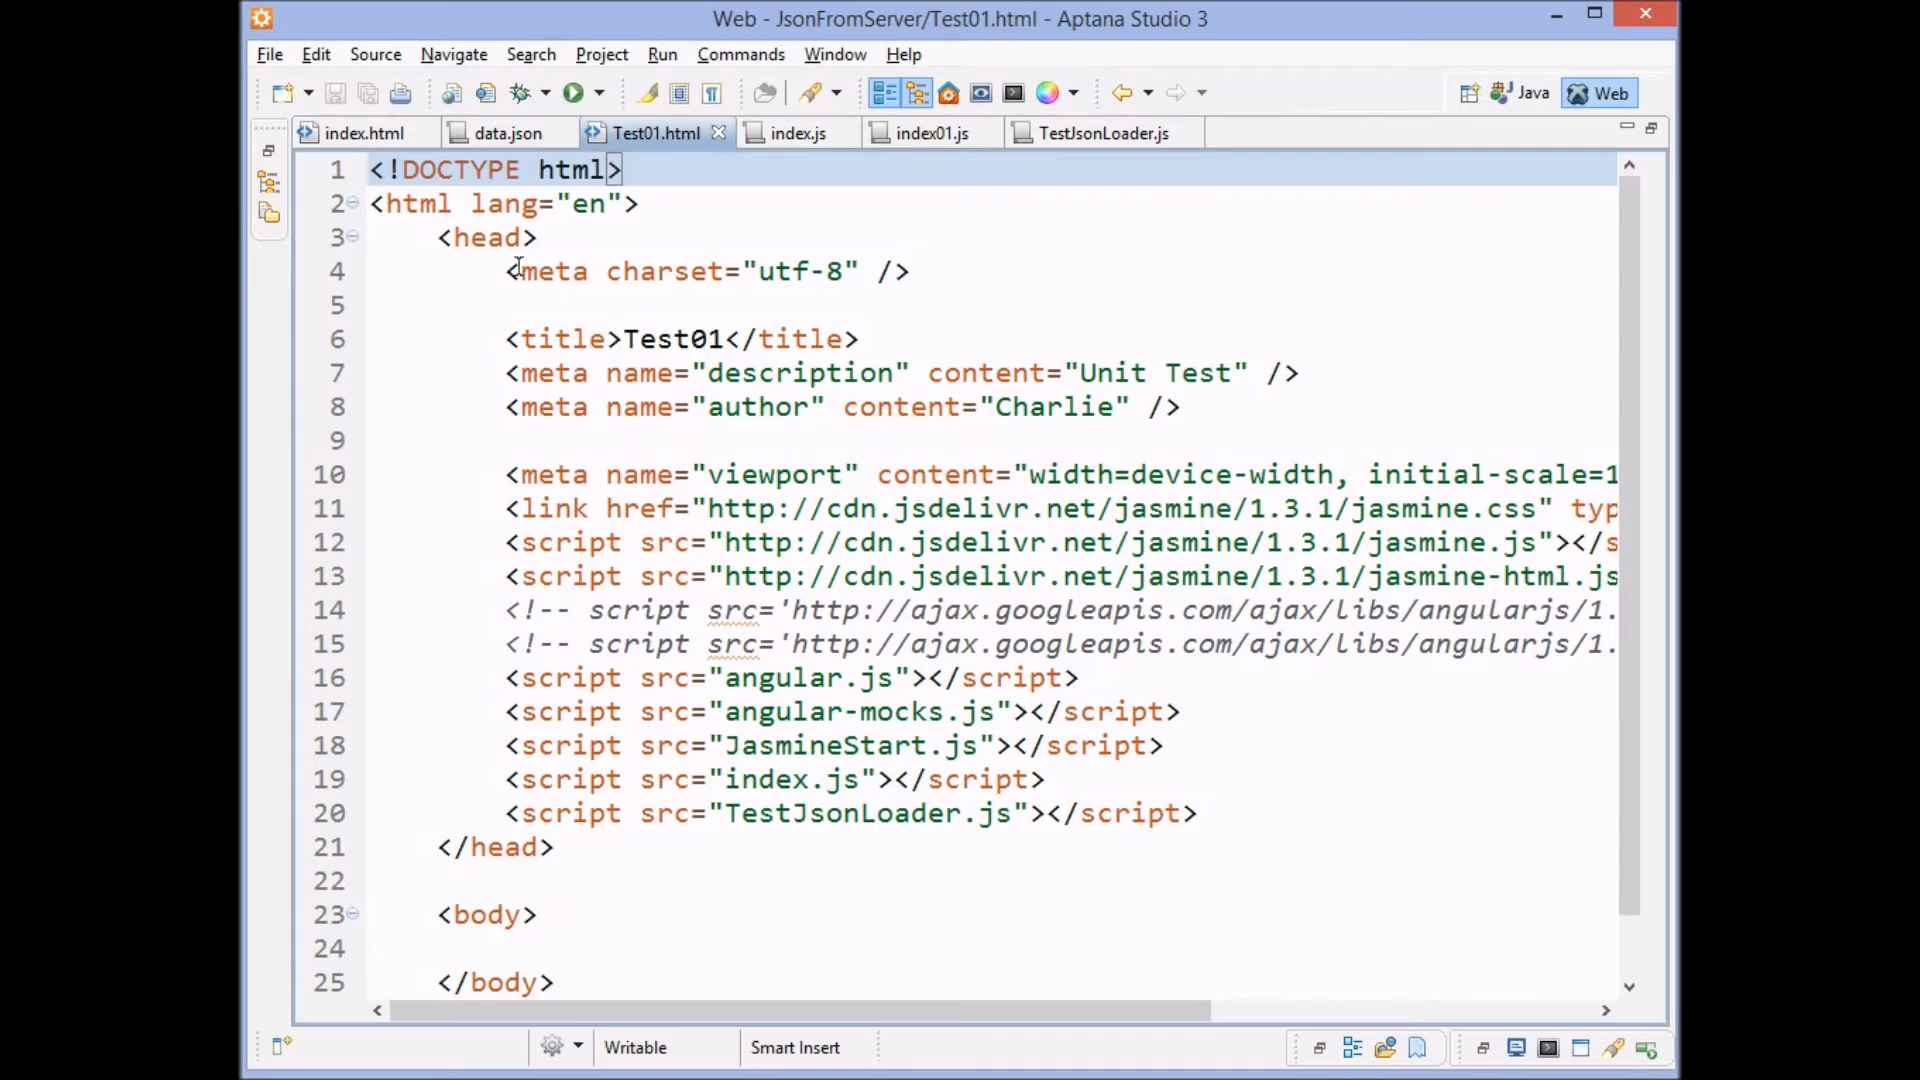 Web - JsonFromServer/Test01.html - Aptana Studio 3
File Edit Source Navigate Search Project Run Commands Window Help
Java Web
index.html data.json Test01.html index.js index01.js TestJsonLoader.js
1 <!DOCTYPE html>
2 <html lang="en">
3 <head>
4 <meta charset="utf-8" />
5
6 <title>Test01</title>
7 <meta name="description" content="Unit Test" />
8 <meta name="author" content="Charlie" />
9
10 <meta name="viewport" content="width=device-width, initial-scale=1
11 <link href="http://cdn.jsdelivr.net/jasmine/1.3.1/jasmine.css" typ
12 <script src="http://cdn.jsdelivr.net/jasmine/1.3.1/jasmine.js"></s
13 <script src="http://cdn.jsdelivr.net/jasmine/1.3.1/jasmine-html.js
14 <!-- script src='http://ajax.googleapis.com/ajax/libs/angularjs/1.
15 <!-- script src='http://ajax.googleapis.com/ajax/libs/angularjs/1.
16 <script src="angular.js"></script>
17 <script src="angular-mocks.js"></script>
18 <script src="JasmineStart.js"></script>
19 <script src="index.js"></script>
20 <script src="TestJsonLoader.js"></script>
21 </head>
22
23 <body>
24
25 </body>
Writable Smart Insert